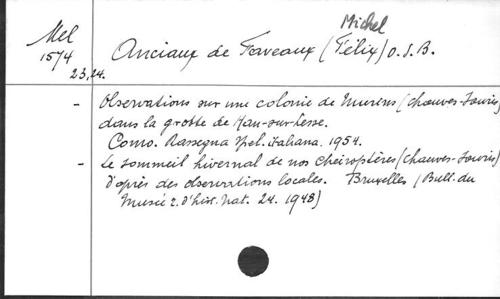 Mel
1574
23,24.
Michel
Anciaux de Faveaux (Félix) O.S.B.
- Observations sur une colonie de Murins (Chauves-Souris)
dans la grotte de Han-sur-Lesse.
Como. Rassegna Spel. Italiana. 1954.
- Le sommeil hivernal de nos cheiroptères (Chauves-Souris)
d'après des observations locales. Bruxelles (Bull. du
Musée r. d'hist. nat. 24. 1948)